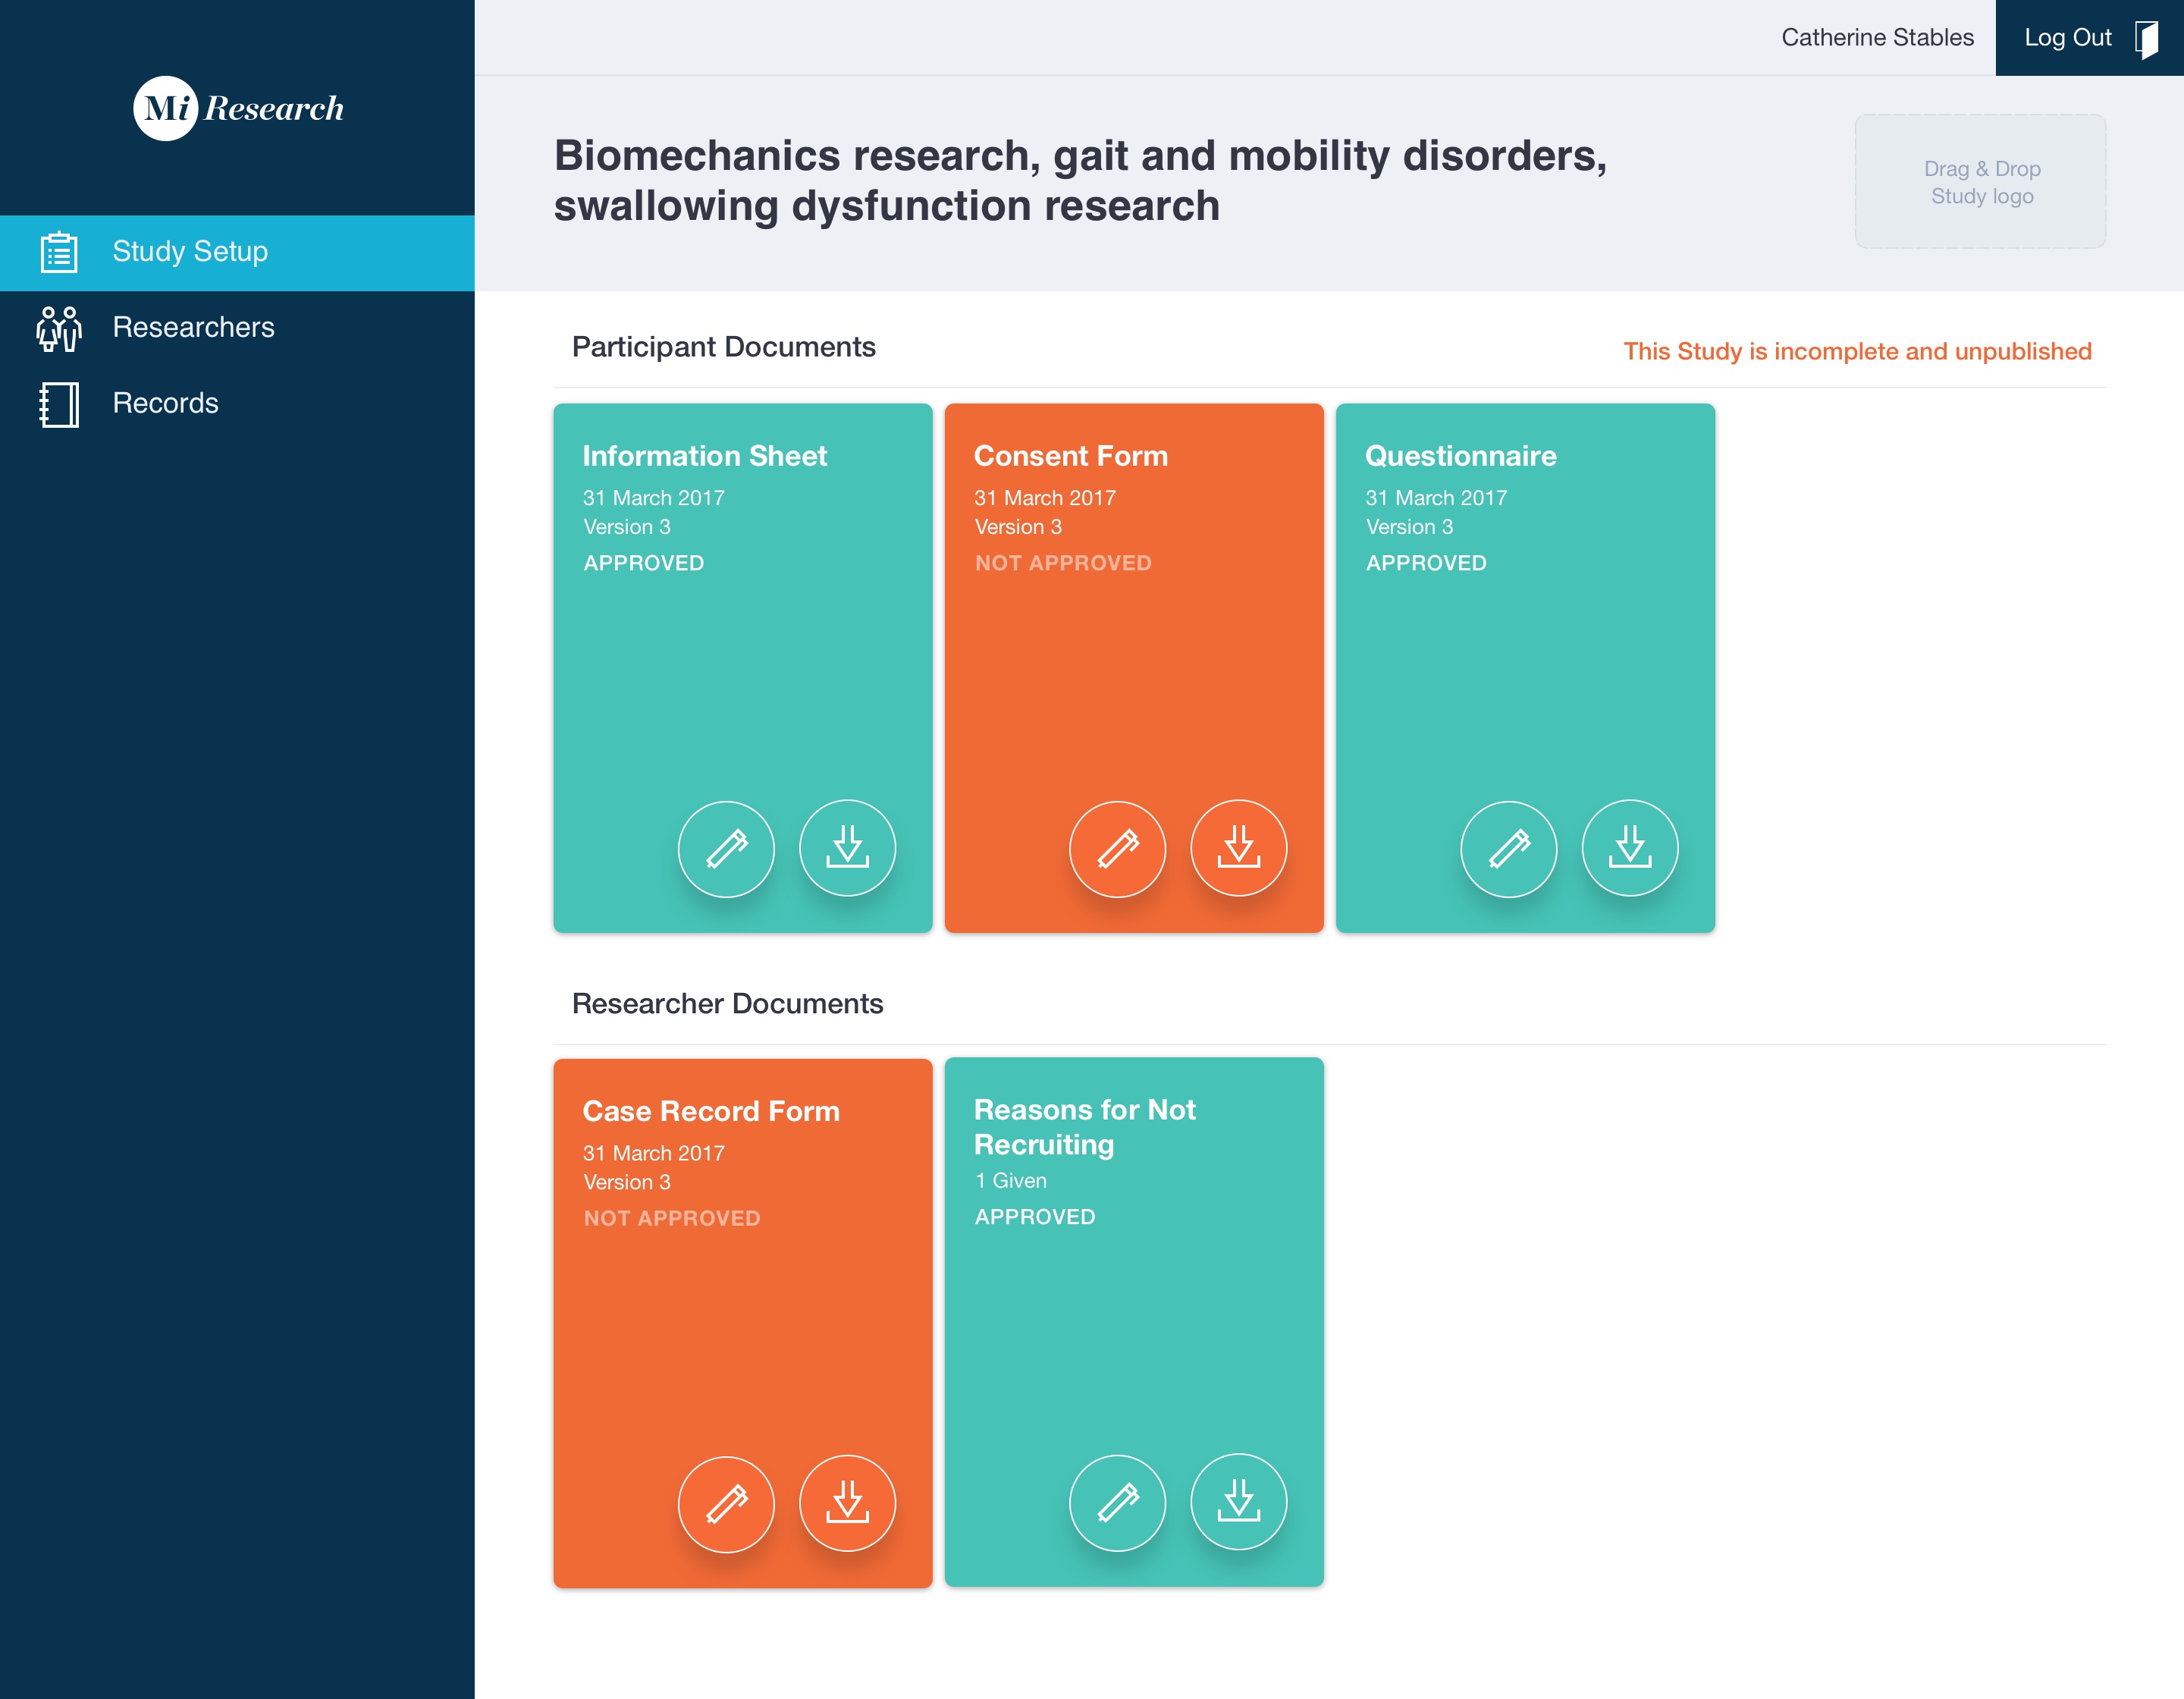 Mi Research
Catherine Stables
Log Out
Biomechanics research, gait and mobility disorders,
swallowing dysfunction research
Drag & Drop
Study logo
Study Setup
Researchers
Records
Participant Documents
This Study is incomplete and unpublished
Information Sheet
31 March 2017
Version 3
APPROVED
Consent Form
31 March 2017
Version 3
NOT APPROVED
Questionnaire
31 March 2017
Version 3
APPROVED
Researcher Documents
Case Record Form
31 March 2017
Version 3
NOT APPROVED
Reasons for Not
Recruiting
1 Given
APPROVED